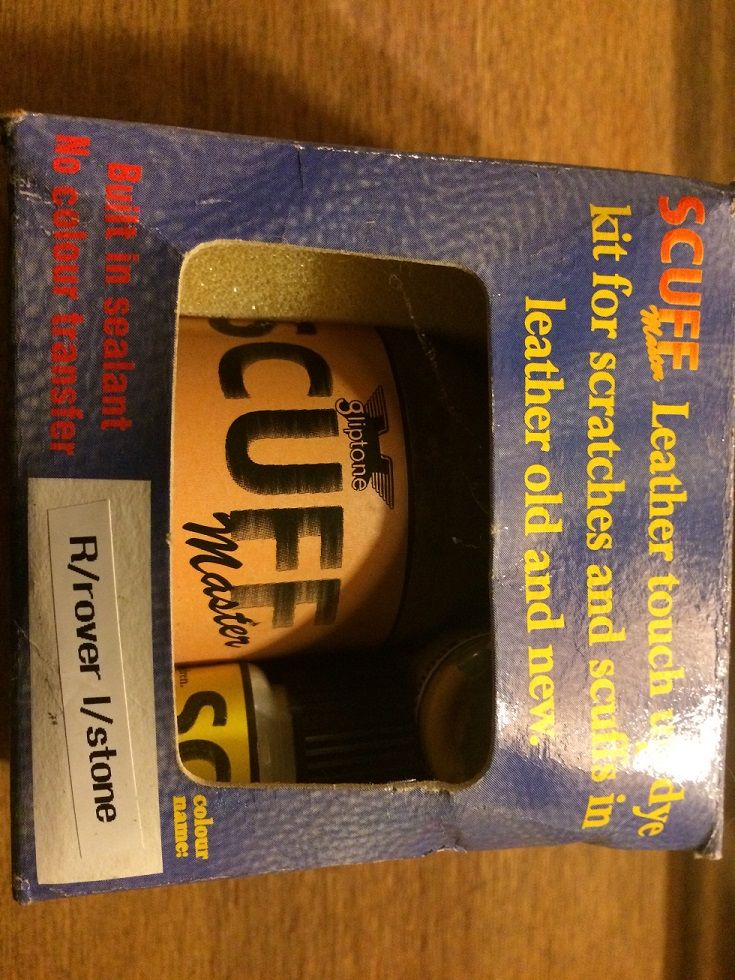 SCUFF Master Leather touch up dye
kit for scratches and scuffs in
leather old and new.
gliptone
SCUFF
Master
SC
colour
name:
R/rover l/stone
Built in sealant
No colour transfer